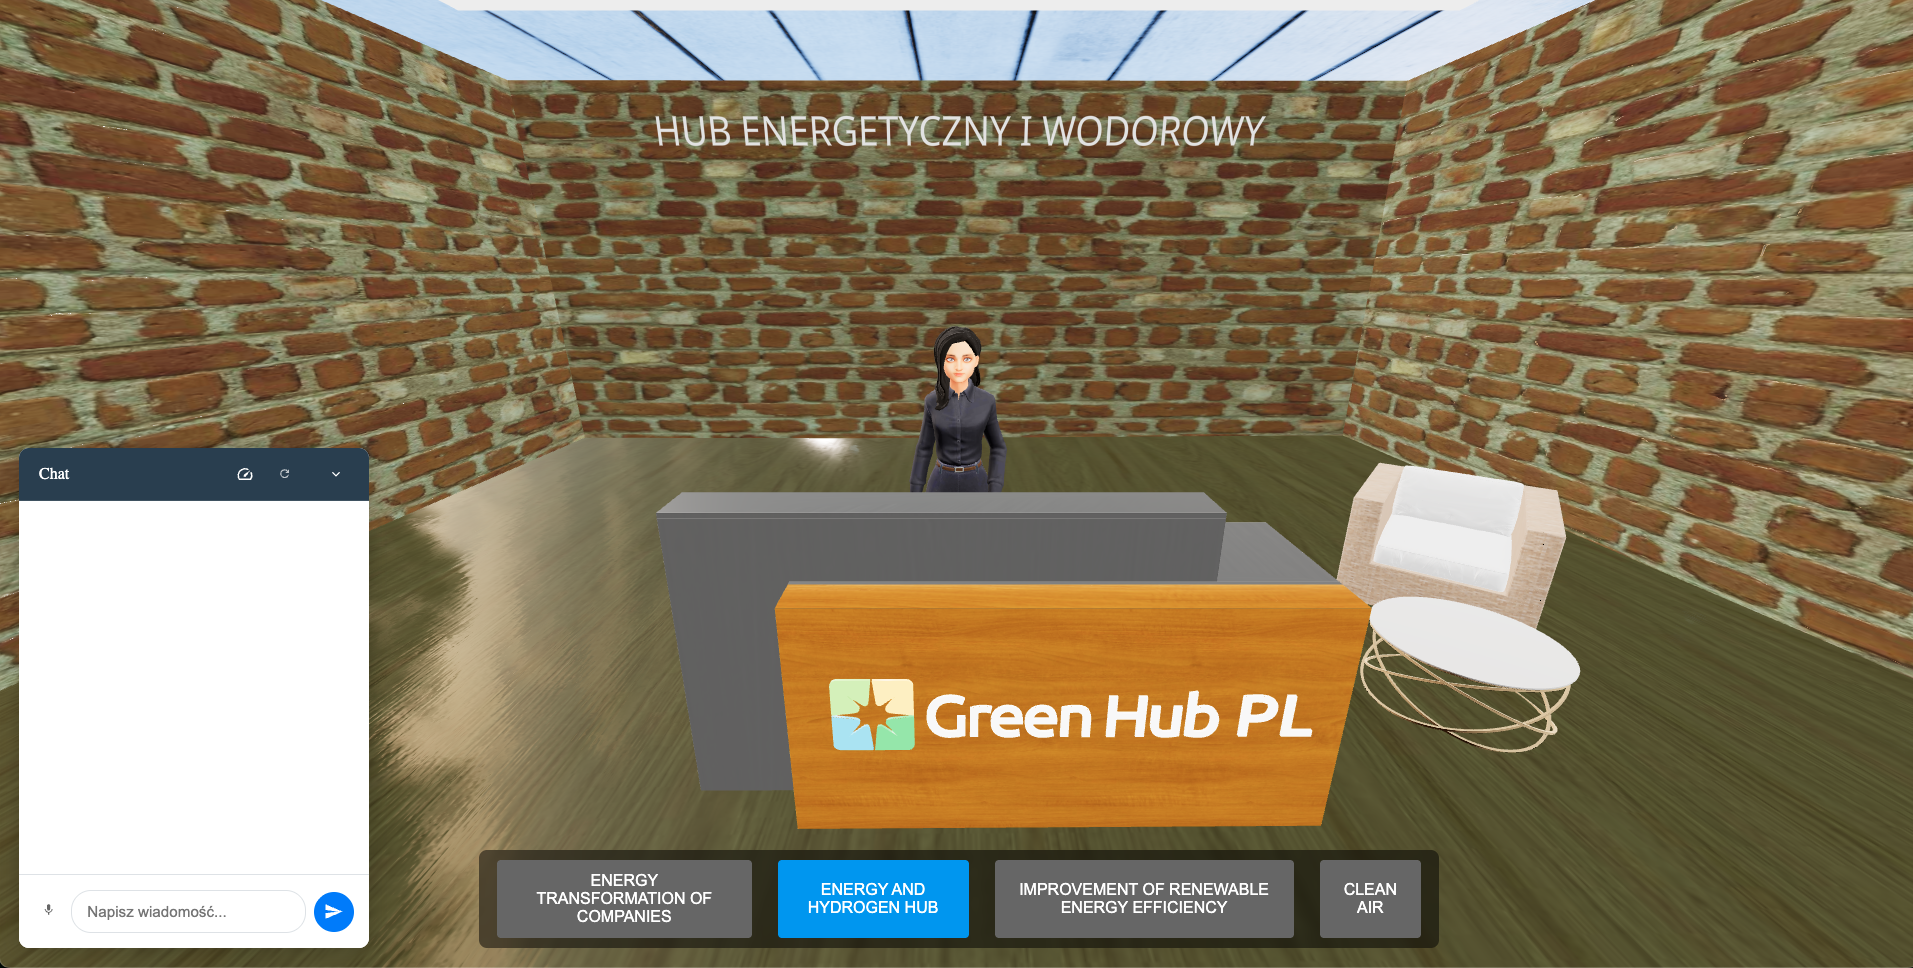 HUB ENERGETYCZNY I WODOROWY
Chat
Green Hub PL
Napisz wiadomość...
ENERGY
TRANSFORMATION OF
COMPANIES
ENERGY AND
HYDROGEN HUB
IMPROVEMENT OF RENEWABLE
ENERGY EFFICIENCY
CLEAN
AIR